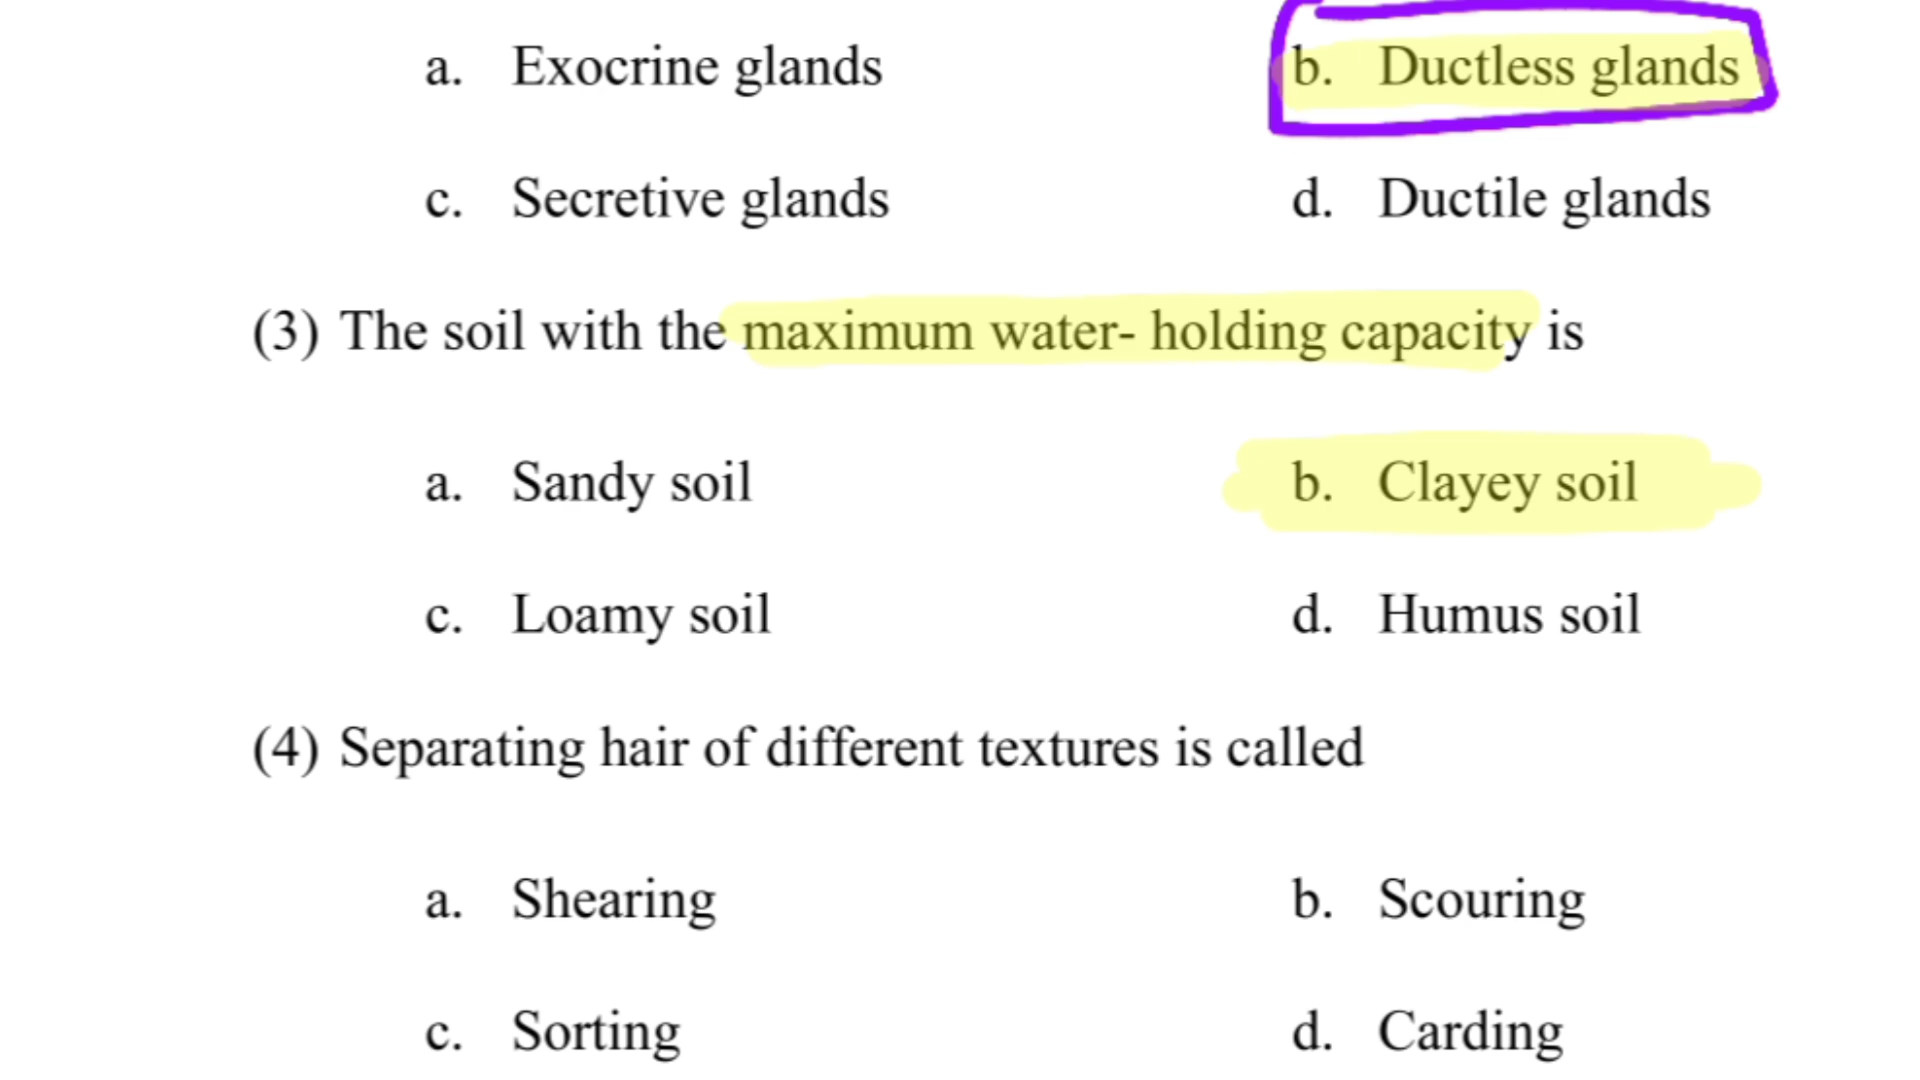 a. Exocrine glands b. Ductless glands
c. Secretive glands d. Ductile glands
(3) The soil with the maximum water- holding capacity is
a. Sandy soil b. Clayey soil
c. Loamy soil d. Humus soil
(4) Separating hair of different textures is called
a. Shearing b. Scouring
c. Sorting d. Carding